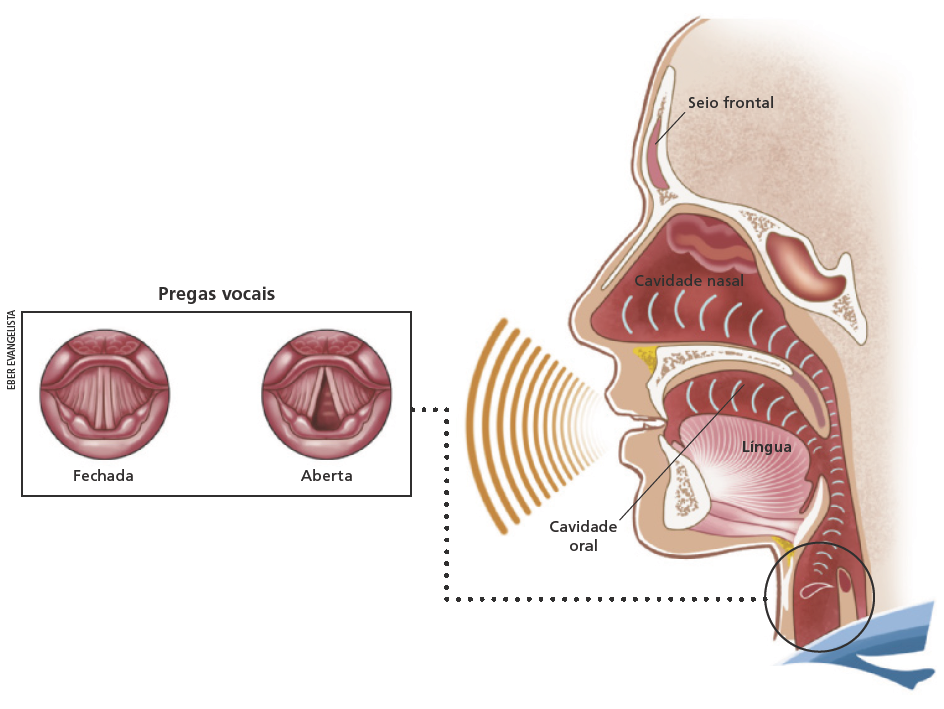 Seio frontal
Cavidade nasal
Pregas vocais
EBER EVANGELISTA
Fechada
Aberta
Língua
Cavidade
oral